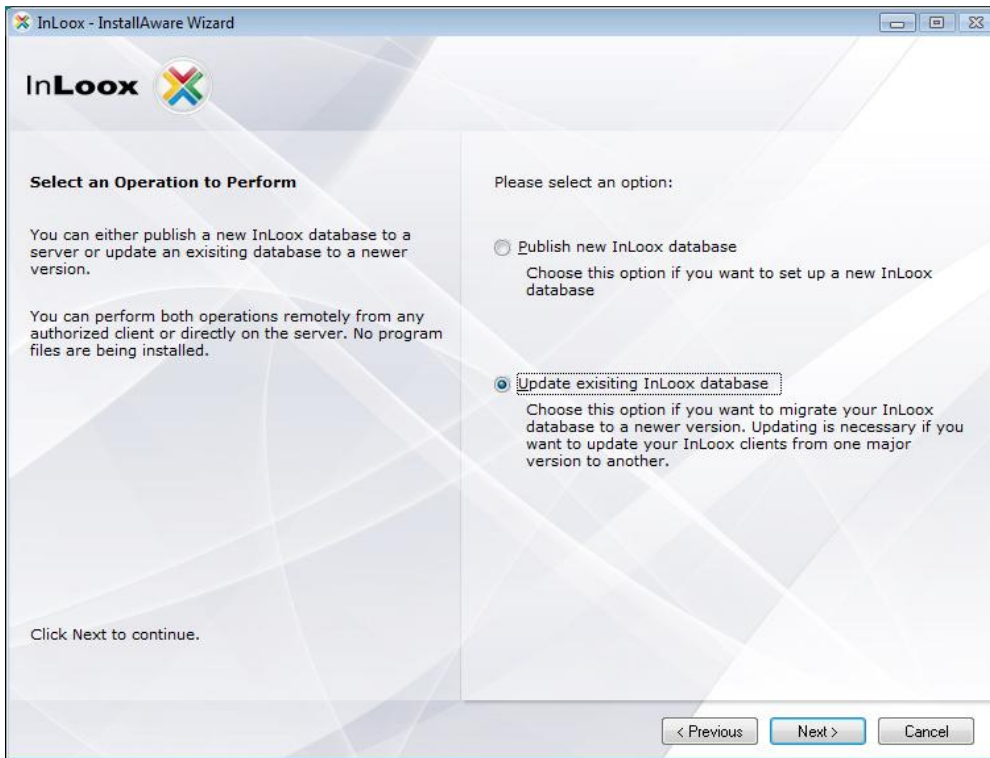 InLoox - InstallAware Wizard
InLoox
Select an Operation to Perform
You can either publish a new InLoox database to a
server or update an exisiting database to a newer
version.
You can perform both operations remotely from any
authorized client or directly on the server. No program
files are being installed.
Click Next to continue.
Please select an option:
Publish new InLoox database
Choose this option if you want to set up a new InLoox
database
Update exisiting InLoox database
Choose this option if you want to migrate your InLoox
database to a newer version. Updating is necessary if you
want to update your InLoox clients from one major
version to another.
< Previous
Next >
Cancel